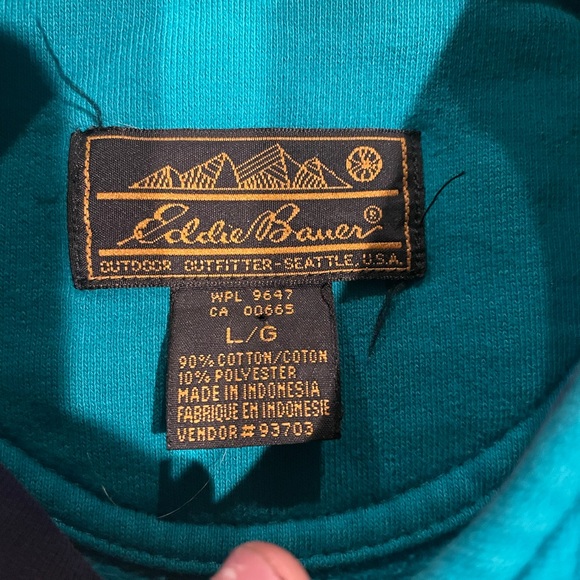 Eddie Bauer®
OUTDOOR OUTFITTER-SEATTLE, U.S.A.
WPL 9647
CA 00665
L/G
90% COTTON/COTON
10% POLYESTER
MADE IN INDONESIA
FABRIQUE EN INDONESIE
VENDOR#93703